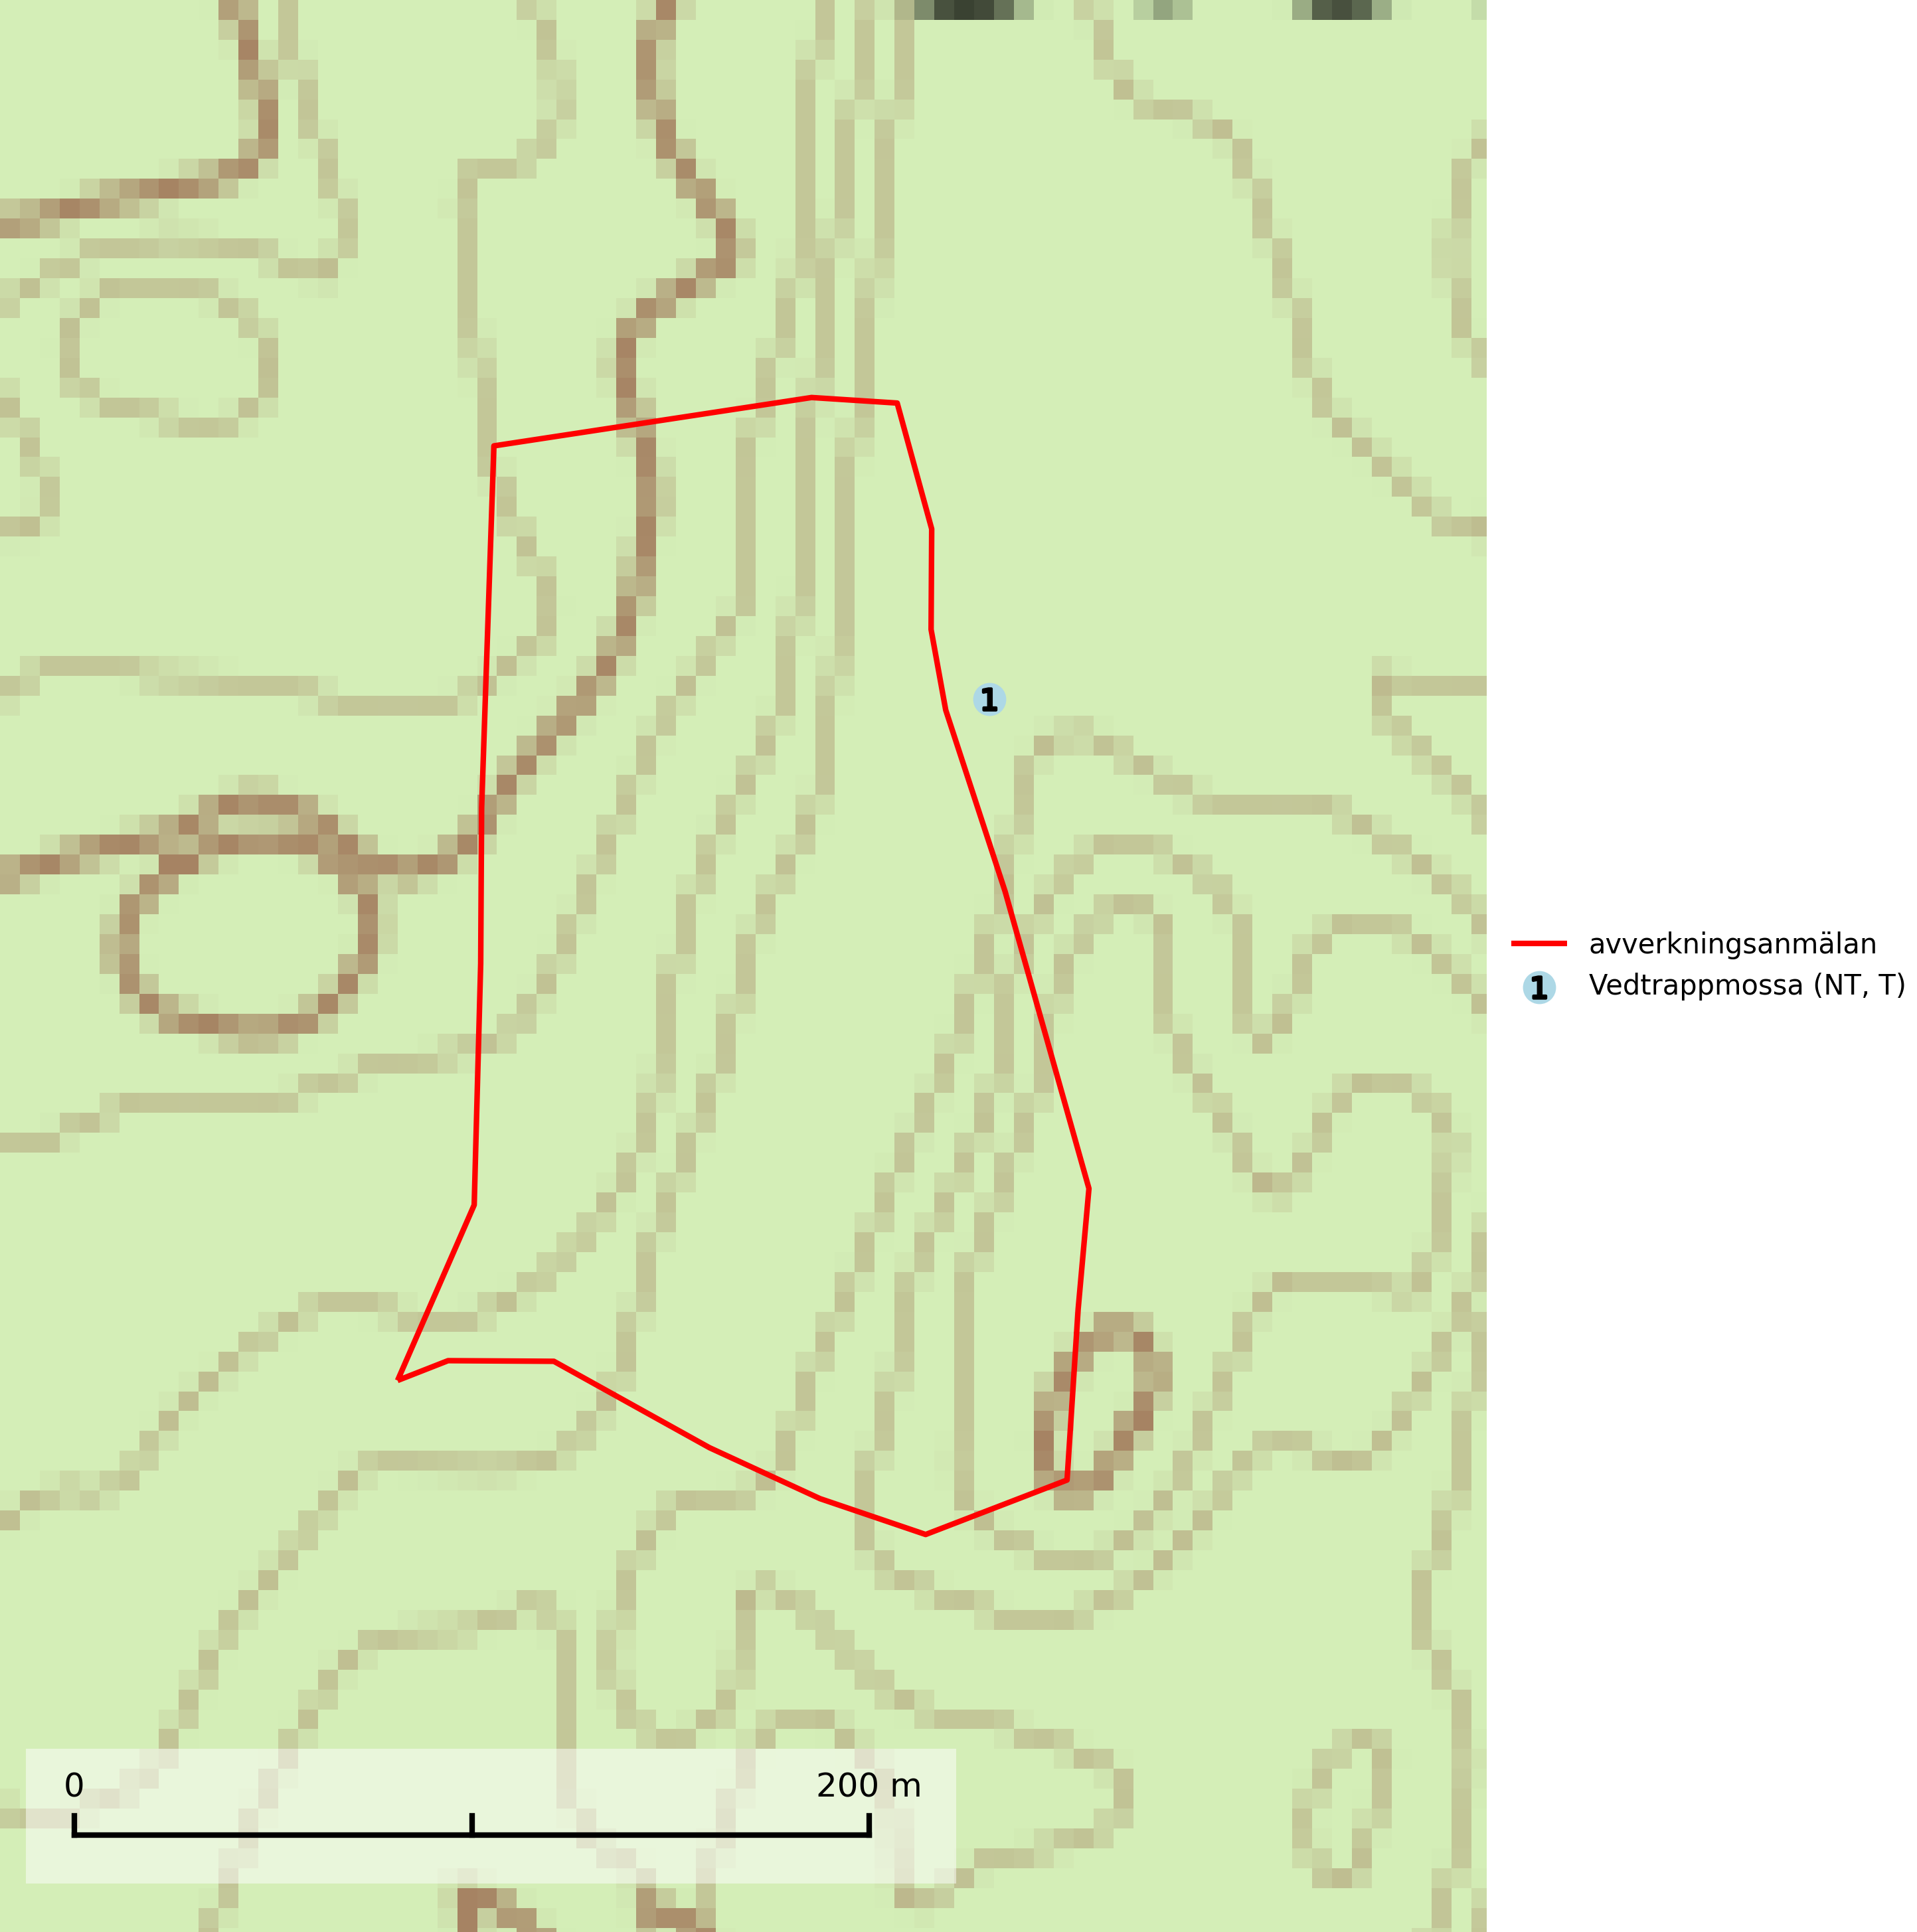 1
avverkningsanmälan
1 Vedtrappmossa (NT, T)
0 200 m